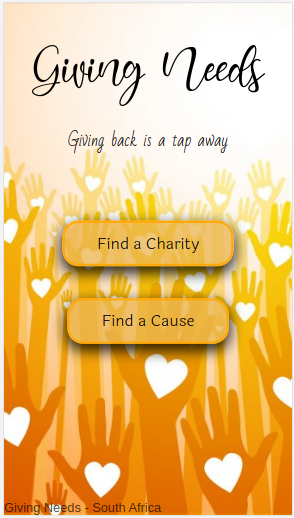 Giving Needs
Giving back is a tap away
Find a Charity
Find a Cause
Giving Needs - South Africa